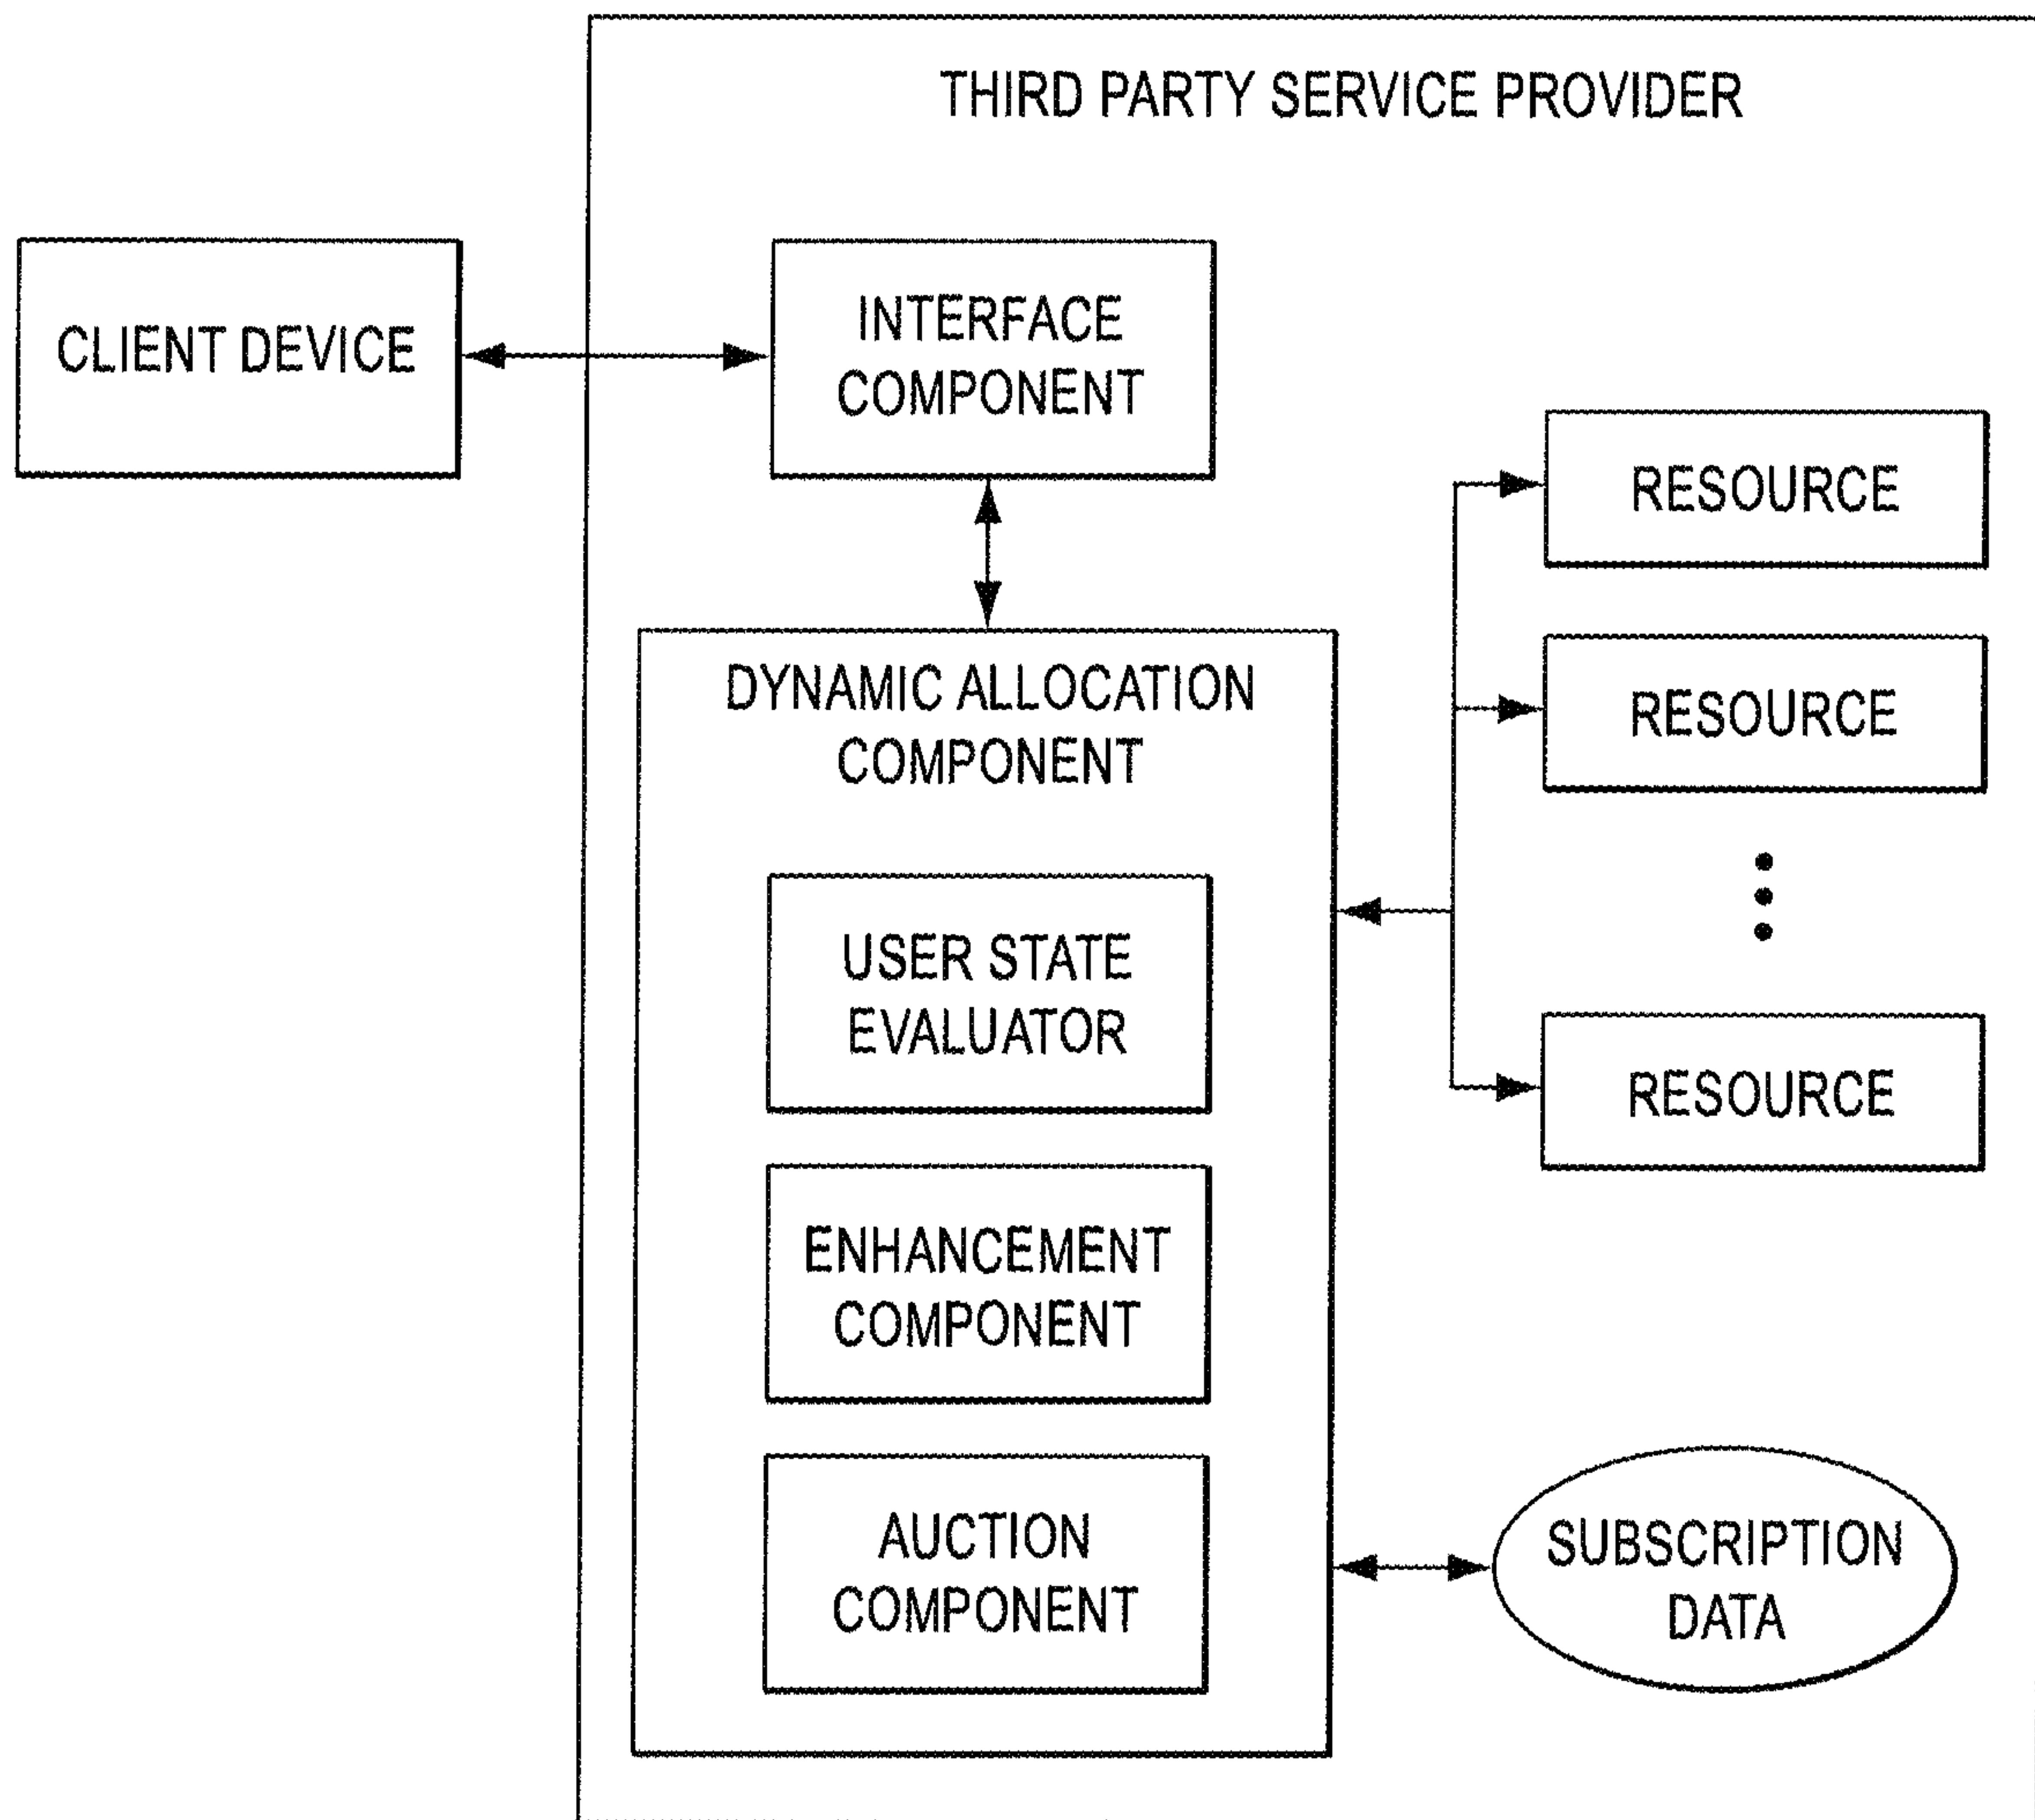 THIRD PARTY SERVICE PROVIDER
CLIENT DEVICE
INTERFACE
COMPONENT
RESOURCE
RESOURCE
RESOURCE
DYNAMIC ALLOCATION
COMPONENT
USER STATE
EVALUATOR
ENHANCEMENT
COMPONENT
AUCTION
COMPONENT
SUBSCRIPTION
DATA